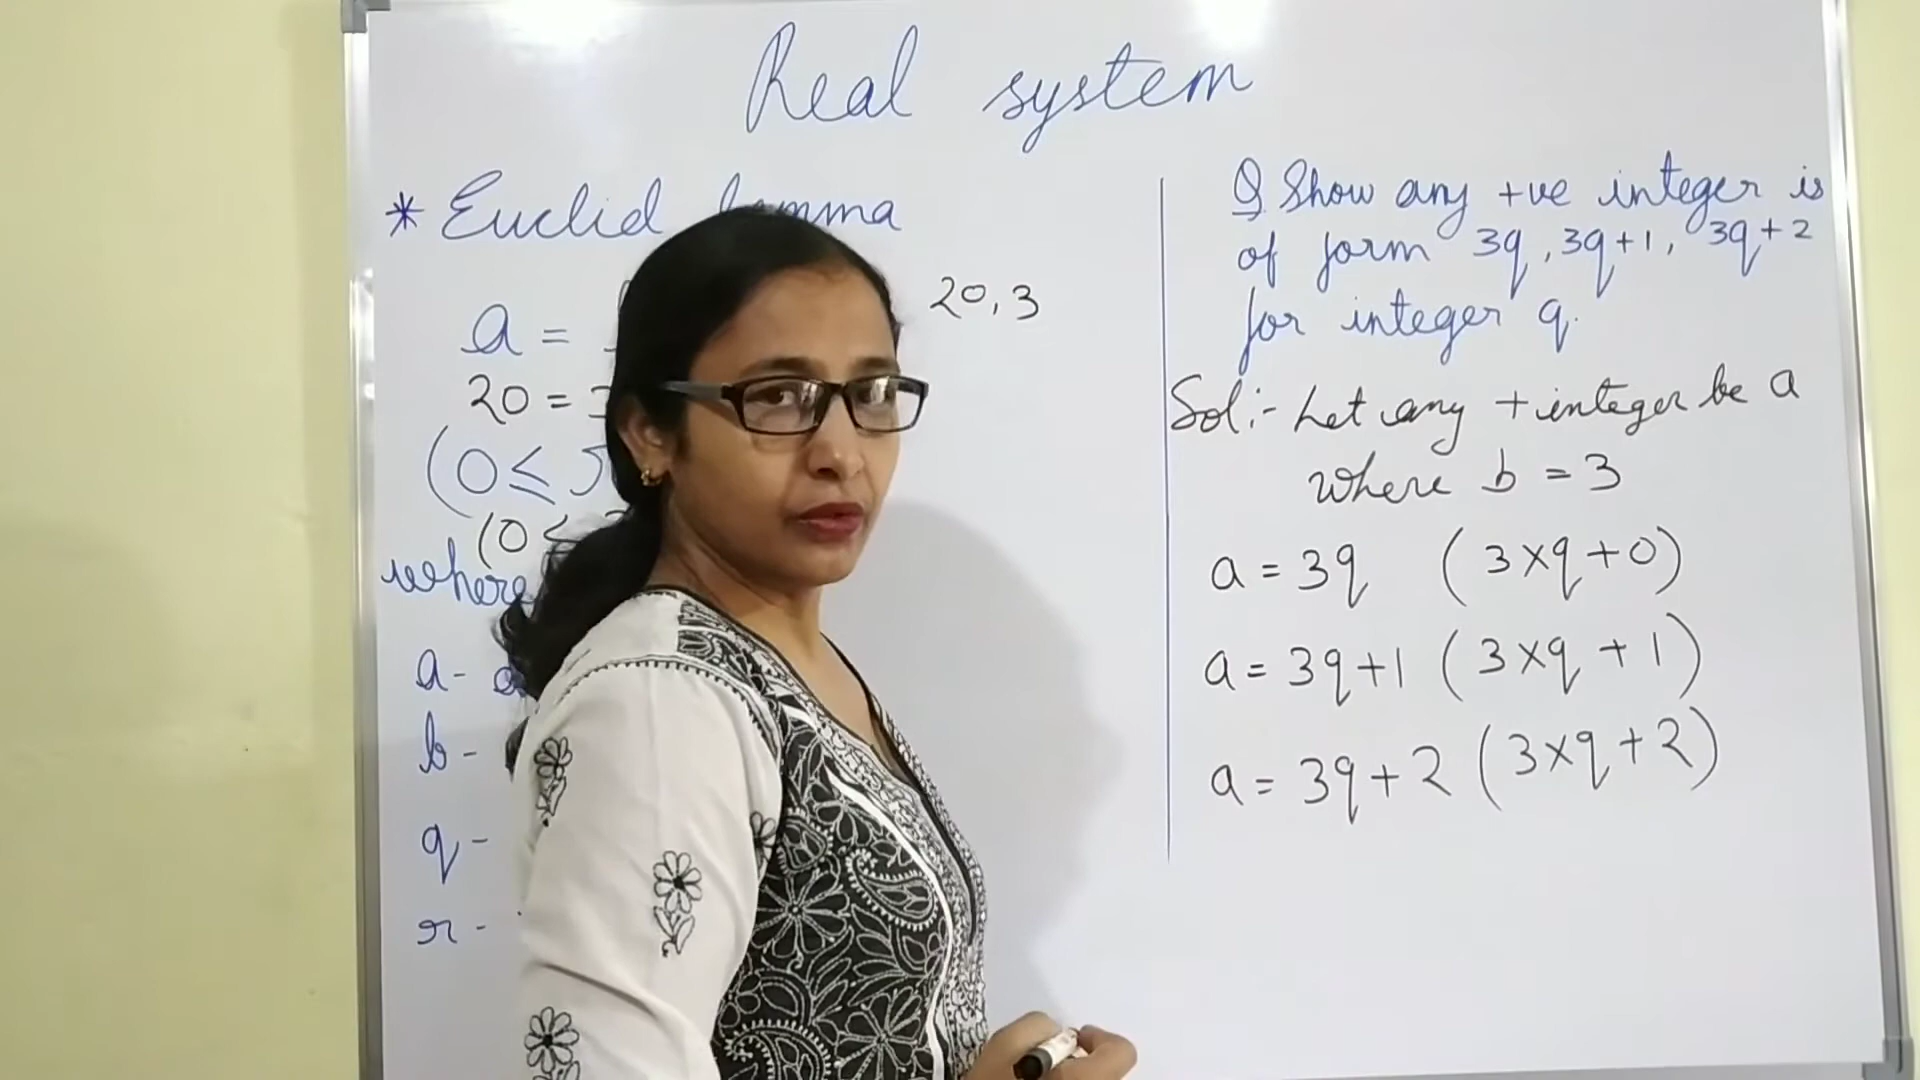 Real system
* Euclid lemma
a =
20, 3
20 = 3
(0 ≤ r
(0 ≤ 2
where
a- a
b-
q-
r-
Q Show any +ve integer is
of form 3q, 3q+1, 3q+2
for integer q.
Sol:- Let any + integer be a
where b = 3
a = 3q (3×q+0)
a = 3q+1 (3×q+1)
a = 3q+2 (3×q+2)